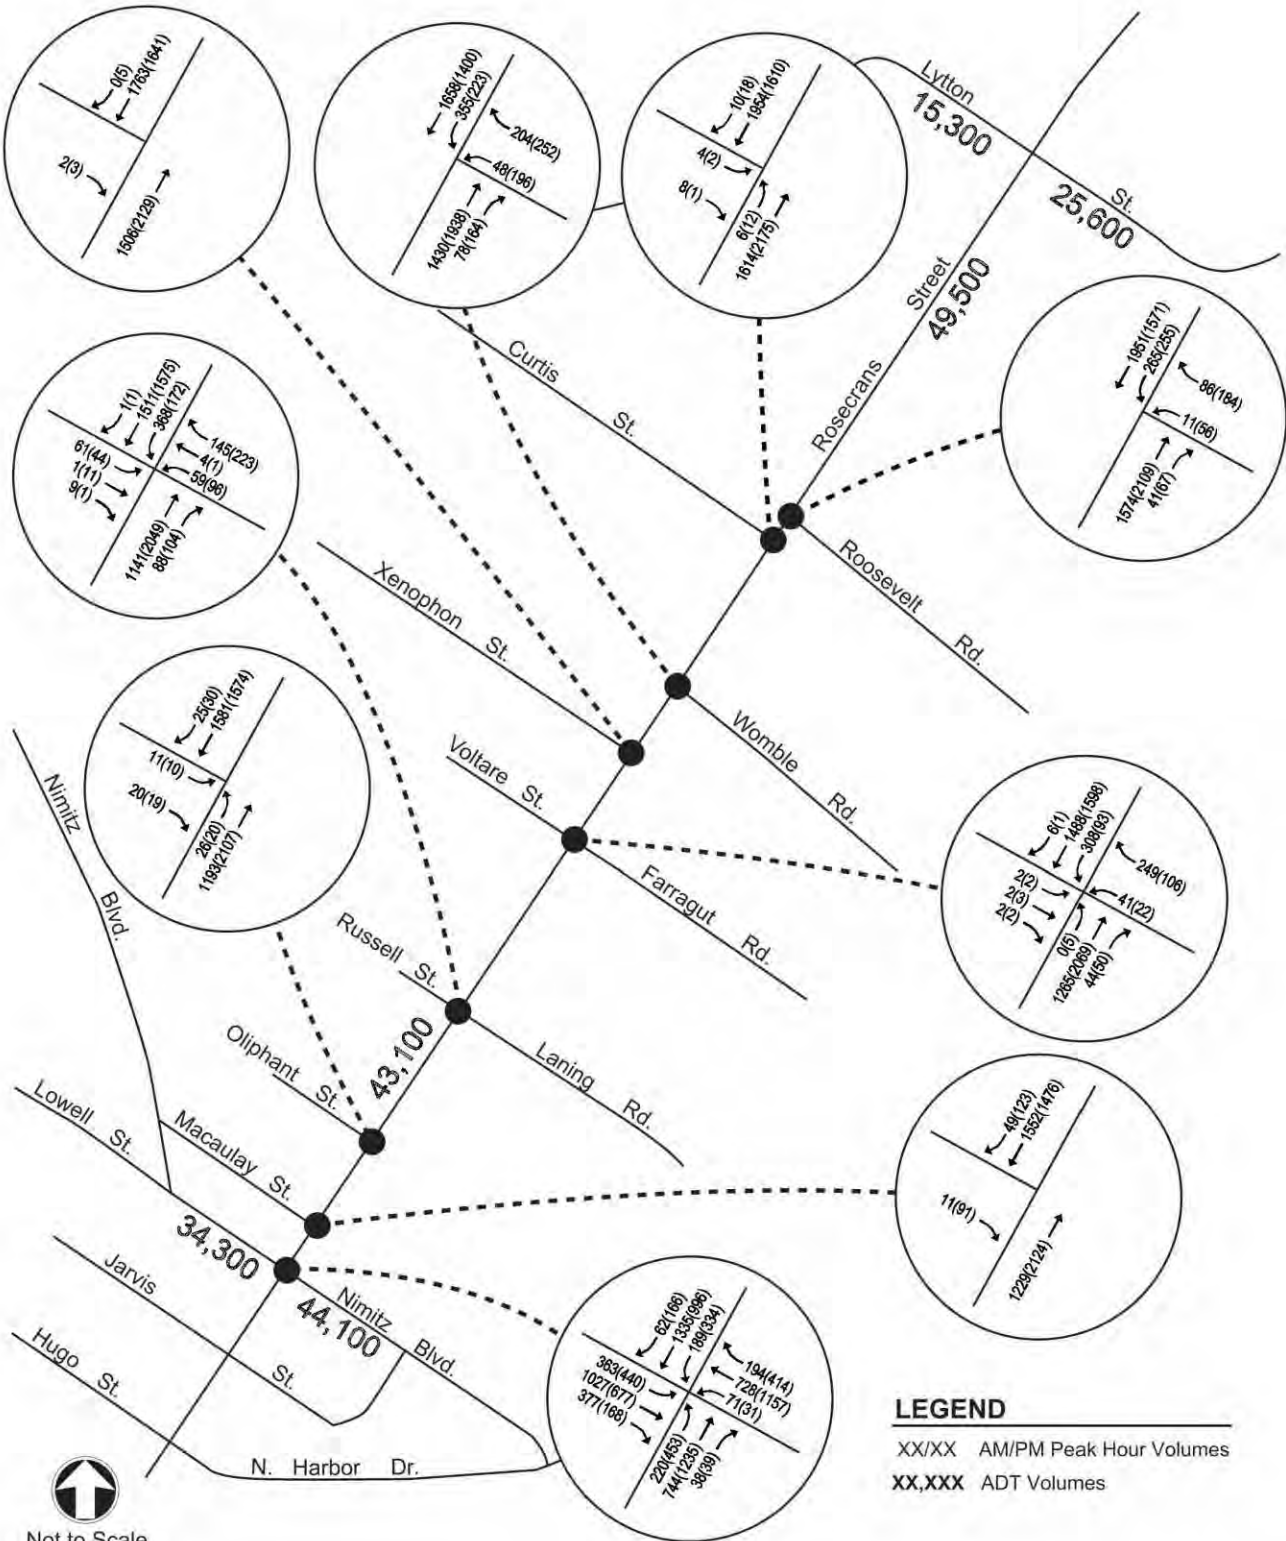 0(5)
1763(1641)
2(3)
1506(2129)
1658(1400)
355(223)
204(252)
48(196)
1430(1938)
78(164)
10(18)
1954(1610)
4(2)
8(1)
6(12)
1614(2175)
Lytton
St.
15,300
25,600
Rosecrans
Street
49,500
1951(1571)
265(255)
86(184)
11(56)
1574(2109)
41(67)
Curtis
St.
1(1)
1511(1575)
368(172)
61(44)
1(11)
9(1)
145(223)
4(1)
59(96)
1141(2049)
88(104)
Xenophon
St.
Roosevelt
Rd.
Womble
Rd.
25(30)
1581(1574)
11(10)
20(19)
26(20)
1193(2107)
Voltare
St.
Farragut
Rd.
6(1)
1488(1598)
308(93)
2(2)
2(3)
2(2)
249(106)
41(22)
0(5)
1265(2069)
44(50)
Nimitz
Blvd.
Russell
St.
Laning
Rd.
43,100
Oliphant
St.
Lowell
St.
Macaulay
St.
49(123)
1552(1476)
11(91)
1229(2124)
34,300
44,100
Jarvis
St.
Nimitz
Blvd.
Hugo
St.
N. Harbor Dr.
62(166)
1335(996)
189(334)
363(440)
1027(677)
377(168)
194(414)
728(1157)
71(31)
220(453)
744(1235)
38(39)
LEGEND
XX/XX AM/PM Peak Hour Volumes
XX,XXX ADT Volumes
Not to Scale